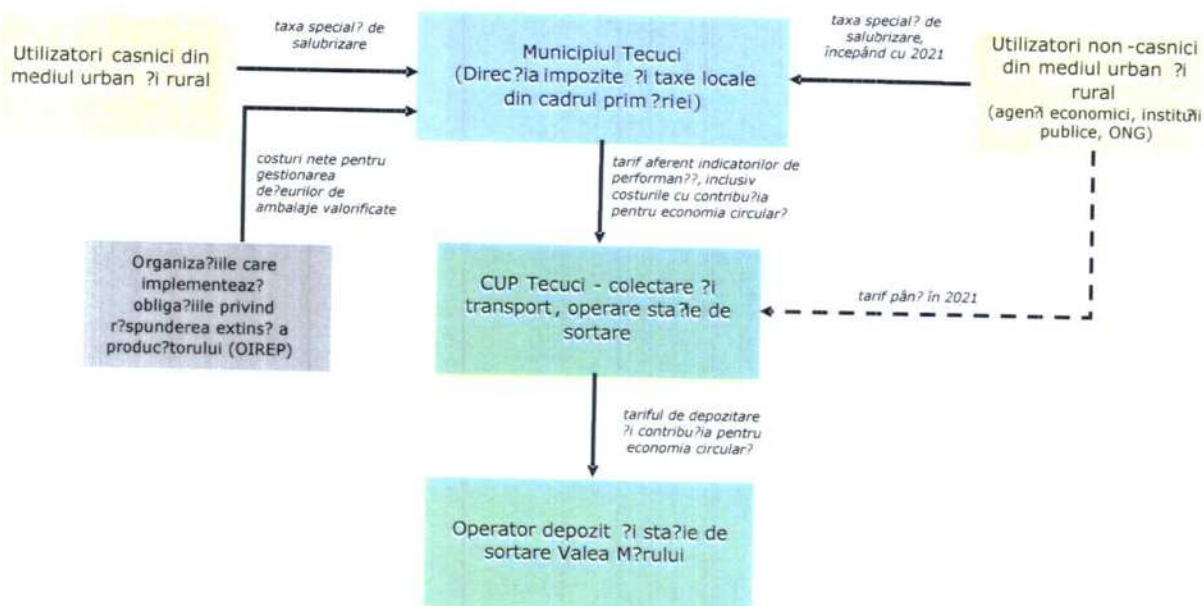 taxa special? de
salubrizare
Utilizatori casnici din
mediul urban ?i rural
Municipiul Tecuci
(Direc?ia impozite ?i taxe locale
din cadrul prim?riei)
taxa special? de
salubrizare,
începând cu 2021
Utilizatori non -casnici
din mediul urban ?i
rural
(agen?i economici, institu?ii
publice, ONG)
costuri nete pentru
gestionarea
de?eurilor de
ambalaje valorificate
tarif aferent indicatorilor de
performan??, inclusiv
costurile cu contribu?ia
pentru economia circular?
Organiza?iile care
implementeaz?
obliga?iile privind
r?spunderea extins? a
produc?torului (OIREP)
CUP Tecuci - colectare ?i
transport, operare sta?ie de
sortare
tarif pân? în 2021
tariful de depozitare
?i contribu?ia pentru
economia circular?
Operator depozit ?i sta?ie de
sortare Valea M?rului